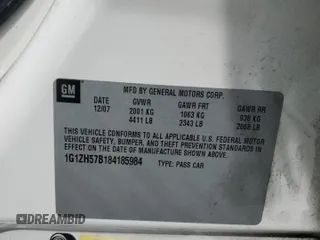 GM
MFD BY GENERAL MOTORS CORP.
DATE GVWR GAWR FRT GAWR RR
12/07 2001 KG 1063 KG 938 KG
4411 LB 2343 LB 2068 LB
THIS VEHICLE CONFORMS TO ALL APPLICABLE U.S. FEDERAL MOTOR
VEHICLE SAFETY, BUMPER, AND THEFT PREVENTION STANDARDS
IN EFFECT ON THE DATE OF MANUFACTURE SHOWN ABOVE.
1G1ZH57B184185984 TYPE: PASS CAR
DIAMOND BID